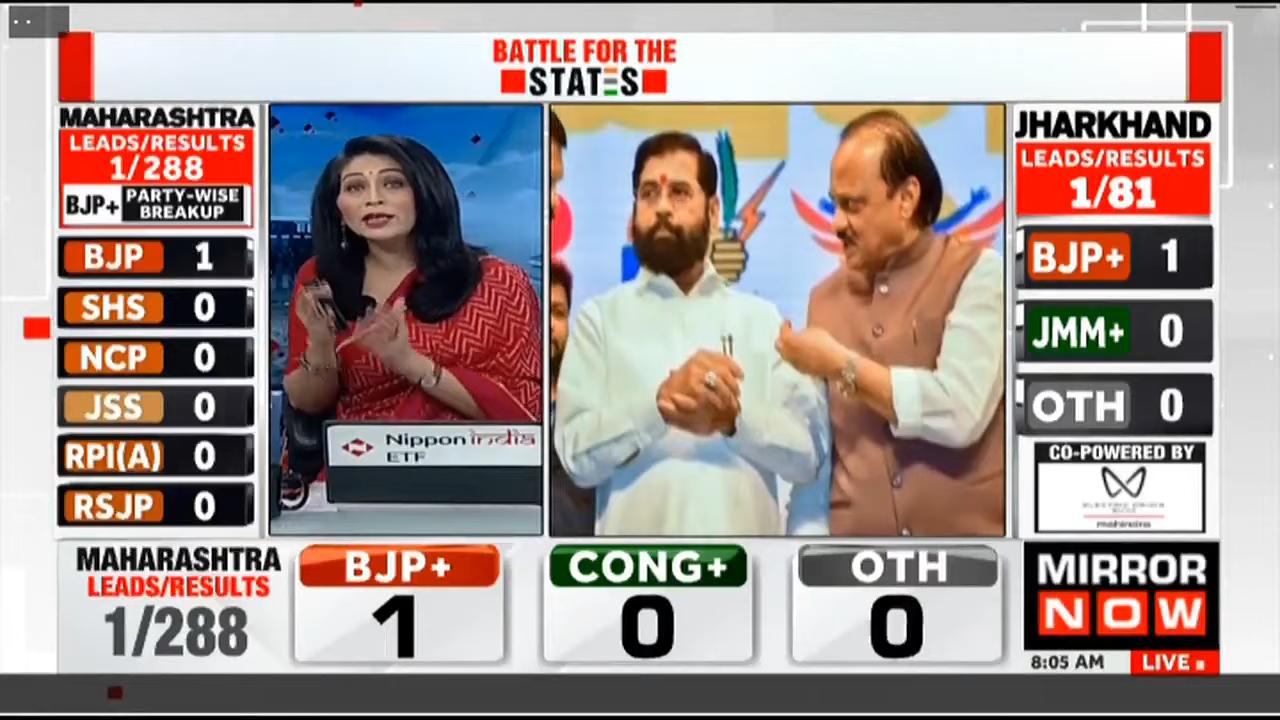 BATTLE FOR THE
STATES
MAHARASHTRA
LEADS/RESULTS
1/288
BJP+ PARTY-WISE BREAKUP
BJP 1
SHS 0
NCP 0
JSS 0
RPI(A) 0
RSJP 0
Nippon india
ETF
JHARKHAND
LEADS/RESULTS
1/81
BJP+ 1
JMM+ 0
OTH 0
CO-POWERED BY
mahindra
MAHARASHTRA
LEADS/RESULTS
1/288
BJP+
1
CONG+
0
OTH
0
MIRROR
NOW
8:05 AM LIVE